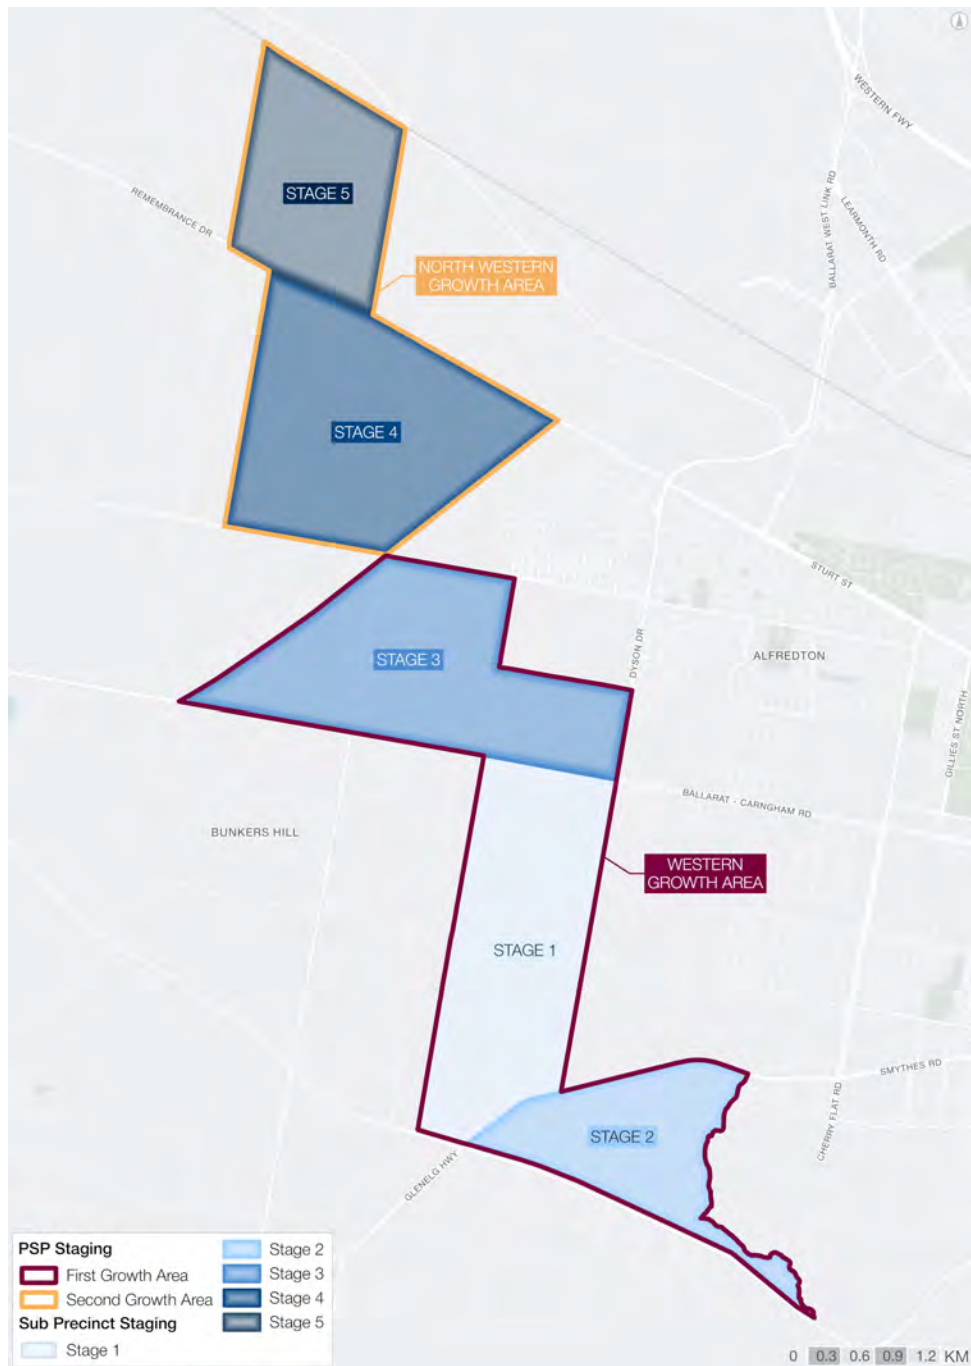 WESTERN FWY
BALLARAT WEST LINK RD
LEARMONTH RD
REMEMBRANCE DR
STAGE 5
NORTH WESTERN
GROWTH AREA
STAGE 4
STURT ST
DYSON DR
ALFREDTON
STAGE 3
GILLIES ST NORTH
BALLARAT - CARNGHAM RD
BUNKERS HILL
WESTERN
GROWTH AREA
STAGE 1
SMYTHES RD
CHERRY FLAT RD
STAGE 2
GLENELG HWY
PSP Staging
First Growth Area
Second Growth Area
Sub Precinct Staging
Stage 1
Stage 2
Stage 3
Stage 4
Stage 5
0 0.3 0.6 0.9 1.2 KM